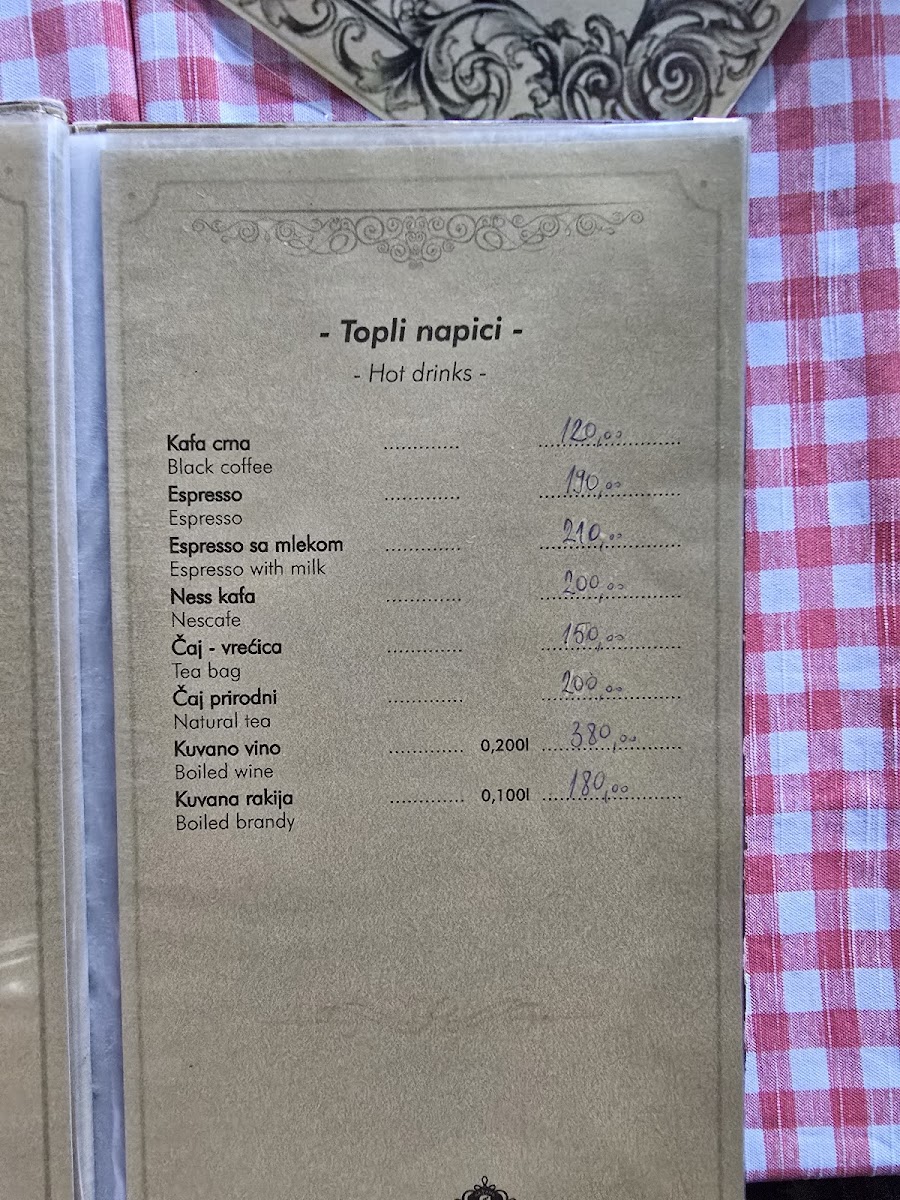 - Topli napici -
- Hot drinks -
Kafa crna .............. 120,00
Black coffee
Espresso .............. 190,00
Espresso
Espresso sa mlekom .............. 210,00
Espresso with milk
Ness kafa .............. 200,00
Nescafe
Čaj - vrećica .............. 150,00
Tea bag
Čaj prirodni .............. 200,00
Natural tea
Kuvano vino .............. 0,200l 380,00
Boiled wine
Kuvana rakija .............. 0,100l 180,00
Boiled brandy